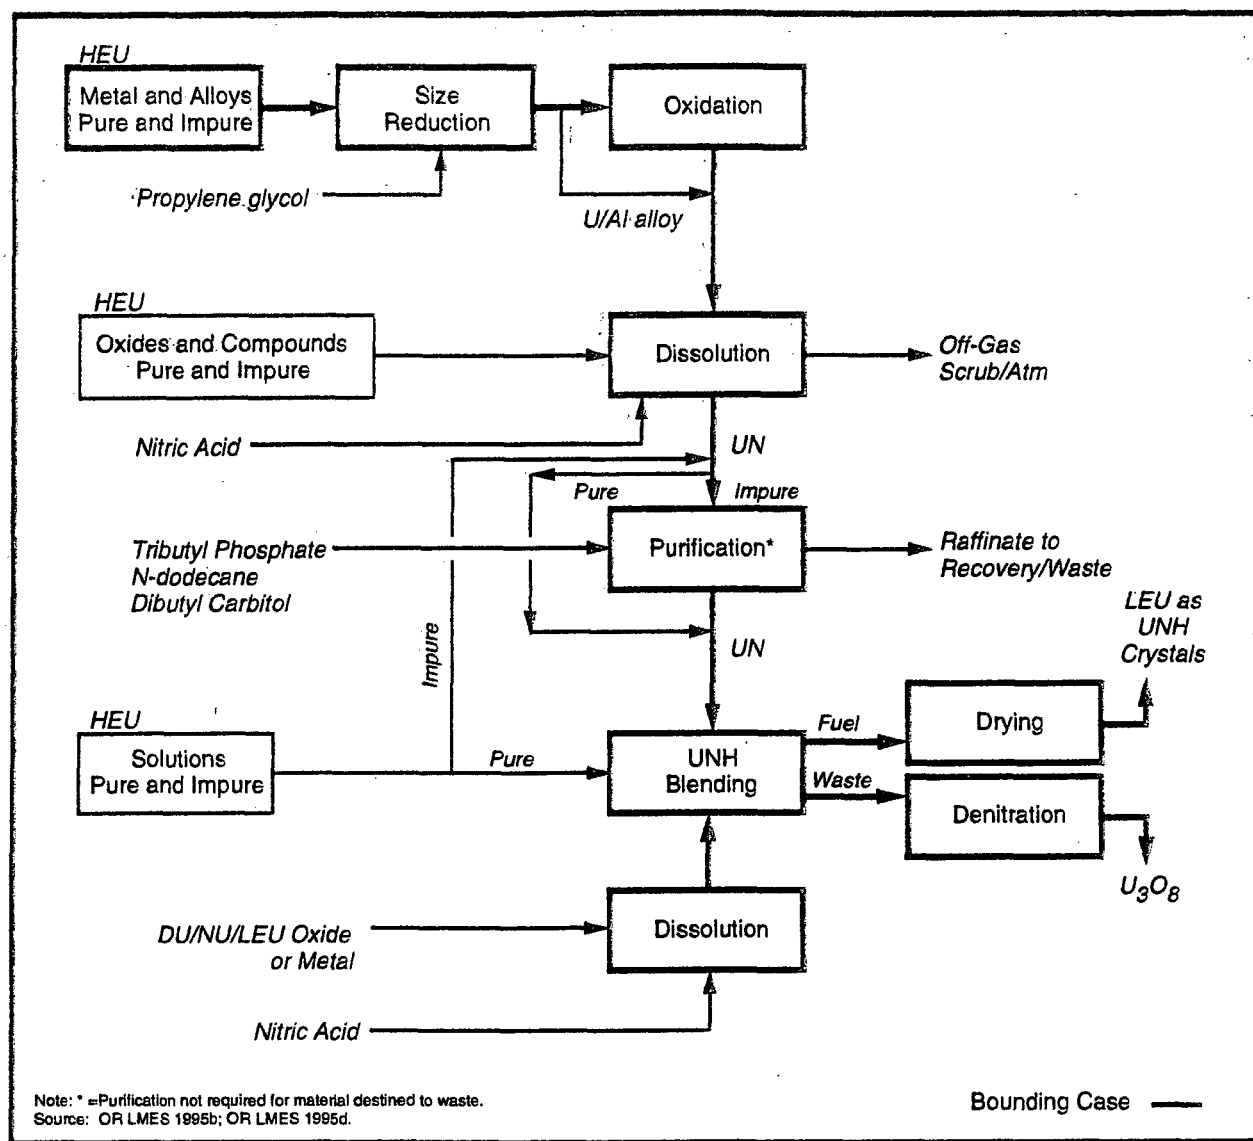 HEU
Metal and Alloys
Pure and Impure
Size
Reduction
Oxidation
Propylene glycol
U/Al alloy
HEU
Oxides and Compounds
Pure and Impure
Dissolution
Off-Gas
Scrub/Atm
Nitric Acid
UN
Pure
Impure
Tributyl Phosphate
N-dodecane
Dibutyl Carbitol
Purification*
Raffinate to
Recovery/Waste
LEU as
UNH
Crystals
Impure
UN
HEU
Solutions
Pure and Impure
Pure
UNH
Blending
Fuel
Drying
Waste
Denitration
U3O8
DU/NU/LEU Oxide
or Metal
Dissolution
Nitric Acid
Note: * =Purification not required for material destined to waste.
Source: OR LMES 1995b; OR LMES 1995d.
Bounding Case